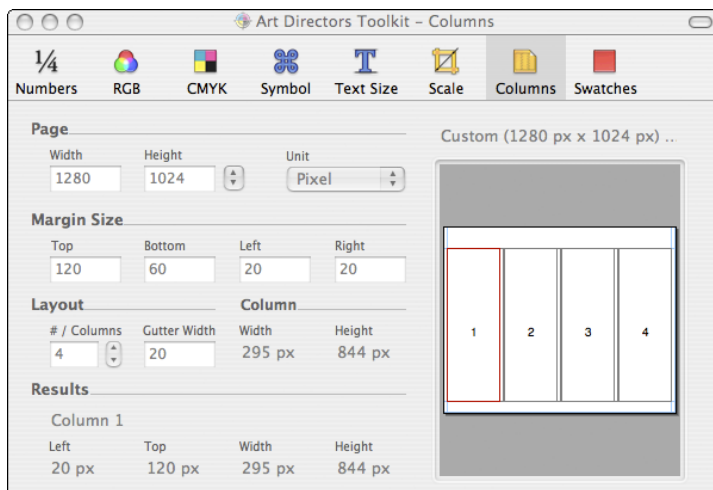 Art Directors Toolkit – Columns
¼
Numbers RGB CMYK Symbol Text Size Scale Columns Swatches
Page
Width Height Unit
1280 1024 Pixel
Margin Size
Top Bottom Left Right
120 60 20 20
Layout Column
# / Columns Gutter Width Width Height
4 20 295 px 844 px
Results
Column 1
Left Top Width Height
20 px 120 px 295 px 844 px
Custom (1280 px x 1024 px) ..
1 2 3 4